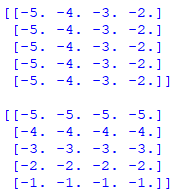 [[-5. -4. -3. -2.]
[-5. -4. -3. -2.]
[-5. -4. -3. -2.]
[-5. -4. -3. -2.]
[-5. -4. -3. -2.]]
[[-5. -5. -5. -5.]
[-4. -4. -4. -4.]
[-3. -3. -3. -3.]
[-2. -2. -2. -2.]
[-1. -1. -1. -1.]]